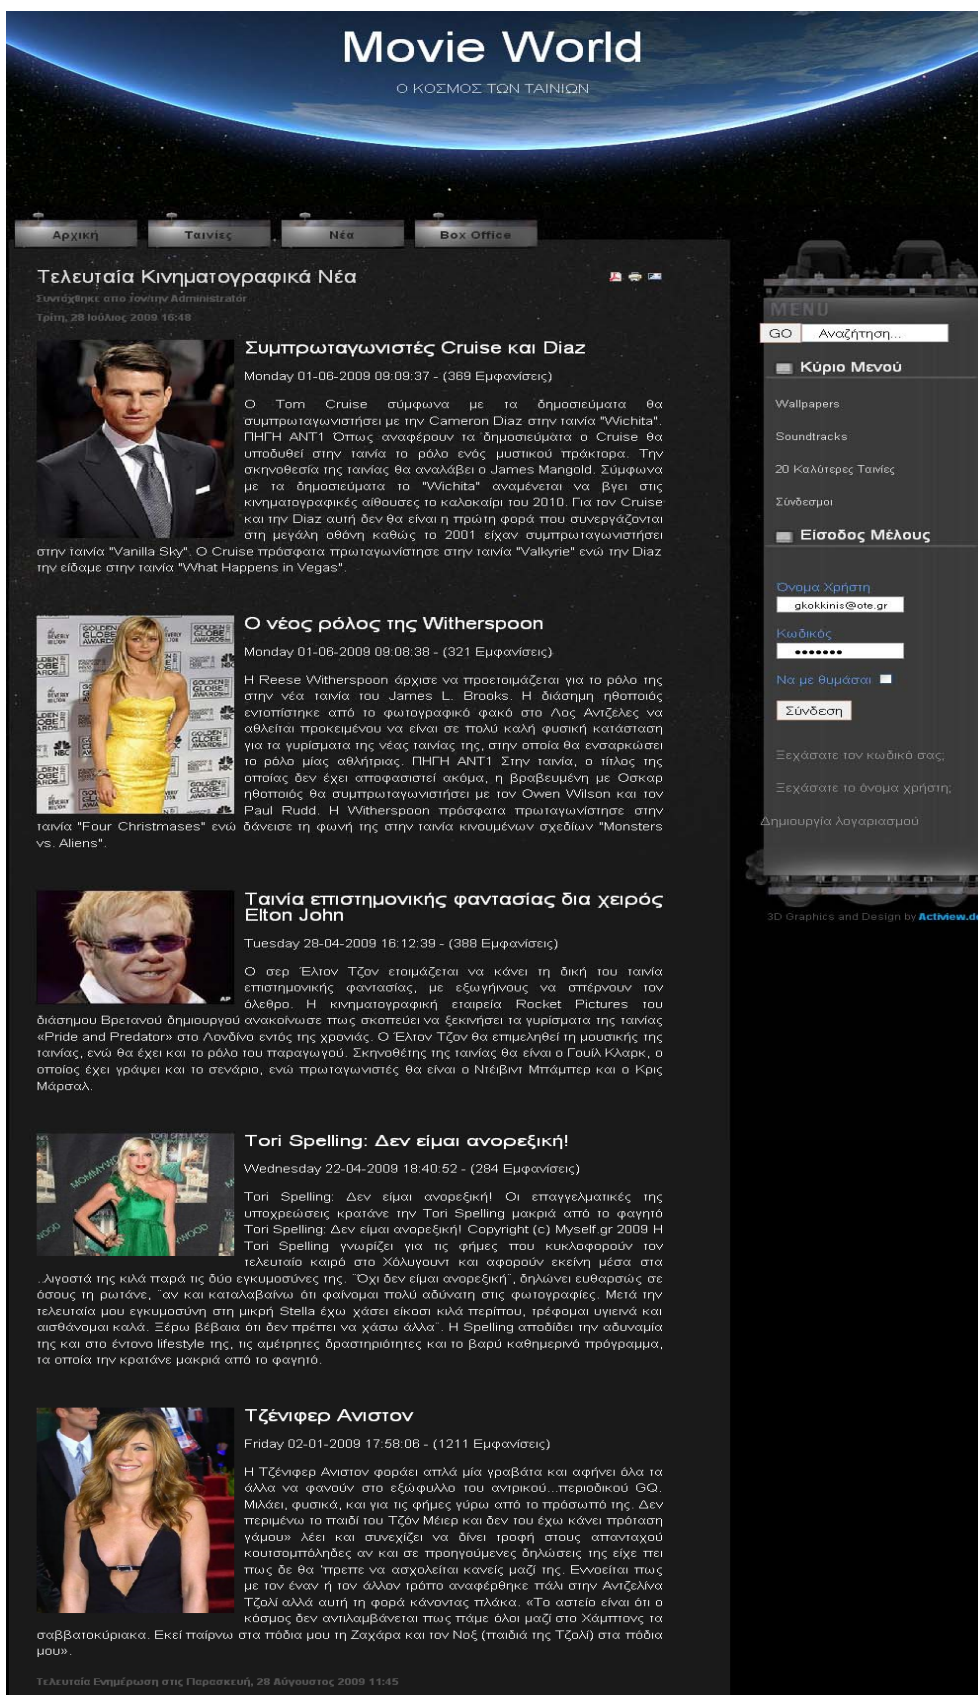 Movie World
Ο ΚΟΣΜΟΣ ΤΩΝ ΤΑΙΝΙΩΝ
Αρχική
Ταινίες
Νέα
Box Office
Τελευταία Κινηματογραφικά Νέα
Συντάχθηκε απο τον/την Administrator
Τρίτη, 28 Ιούλιος 2009 16:48
Συμπρωταγωνιστές Cruise και Diaz
Monday 01-06-2009 09:09:37 - (369 Εμφανίσεις)
Ο Tom Cruise σύμφωνα με τα δημοσιεύματα θα
συμπρωταγωνιστήσει με την Cameron Diaz στην ταινία "Wichita".
ΠΗΓΗ ΑΝΤ1 Όπως αναφέρουν τα δημοσιεύματα ο Cruise θα
υποδυθεί στην ταινία το ρόλο ενός μυστικού πράκτορα. Την
σκηνοθεσία της ταινίας θα αναλάβει ο James Mangold. Σύμφωνα
με τα δημοσιεύματα το "Wichita" αναμένεται να βγει στις
κινηματογραφικές αίθουσες το καλοκαίρι του 2010. Για τον Cruise
και την Diaz αυτή δεν θα είναι η πρώτη φορά που συνεργάζονται
στη μεγάλη οθόνη καθώς το 2001 είχαν συμπρωταγωνιστήσει
στην ταινία "Vanilla Sky". Ο Cruise πρόσφατα πρωταγωνίστησε στην ταινία "Valkyrie" ενώ την Diaz
την είδαμε στην ταινία "What Happens in Vegas".
Ο νέος ρόλος της Witherspoon
Monday 01-06-2009 09:08:38 - (321 Εμφανίσεις)
Η Reese Witherspoon άρχισε να προετοιμάζεται για το ρόλο της
στην νέα ταινία του James L. Brooks. Η διάσημη ηθοποιός
εντοπίστηκε από το φωτογραφικό φακό στο Λος Αντζελες να
αθλείται προκειμένου να είναι σε πολύ καλή φυσική κατάσταση
για τα γυρίσματα της νέας ταινίας της, στην οποία θα ενσαρκώσει
το ρόλο μίας αθλήτριας. ΠΗΓΗ ΑΝΤ1 Στην ταινία, ο τίτλος της
οποίας δεν έχει αποφασιστεί ακόμα, η βραβευμένη με Οσκαρ
ηθοποιός θα συμπρωταγωνιστήσει με τον Owen Wilson και τον
Paul Rudd. Η Witherspoon πρόσφατα πρωταγωνίστησε στην
ταινία "Four Christmases" ενώ δάνεισε τη φωνή της στην ταινία κινουμένων σχεδίων "Monsters
vs. Aliens".
Ταινία επιστημονικής φαντασίας δια χειρός
Elton John
Tuesday 28-04-2009 16:12:39 - (388 Εμφανίσεις)
Ο σερ Έλτον Τζον ετοιμάζεται να κάνει τη δική του ταινία
επιστημονικής φαντασίας, με εξωγήινους να σπέρνουν τον
όλεθρο. Η κινηματογραφική εταιρεία Rocket Pictures του
διάσημου Βρετανού δημιουργού ανακοίνωσε πως σκοπεύει να ξεκινήσει τα γυρίσματα της ταινίας
«Pride and Predator» στο Λονδίνο εντός της χρονιάς. Ο Έλτον Τζον θα επιμεληθεί τη μουσικής της
ταινίας, ενώ θα έχει και το ρόλο του παραγωγού. Σκηνοθέτης της ταινίας θα είναι ο Γουίλ Κλαρκ, ο
οποίος έχει γράψει και το σενάριο, ενώ πρωταγωνιστές θα είναι ο Ντέιβιντ Μπάμπερ και ο Κρις
Μάρσαλ.
Tori Spelling: Δεν είμαι ανορεξική!
Wednesday 22-04-2009 18:40:52 - (284 Εμφανίσεις)
Tori Spelling: Δεν είμαι ανορεξική! Οι επαγγελματικές της
υποχρεώσεις κρατάνε την Tori Spelling μακριά από το φαγητό
Tori Spelling: Δεν είμαι ανορεξική! Copyright (c) Myself.gr 2009 Η
Tori Spelling γνωρίζει για τις φήμες που κυκλοφορούν τον
τελευταίο καιρό στο Χόλυγουντ και αφορούν εκείνη μέσα στα
..λιγοστά της κιλά παρά τις δύο εγκυμοσύνες της. ¨Όχι δεν είμαι ανορεξική¨, δηλώνει ευθαρσώς σε
όσους τη ρωτάνε, ¨αν και καταλαβαίνω ότι φαίνομαι πολύ αδύνατη στις φωτογραφίες. Μετά την
τελευταία μου εγκυμοσύνη στη μικρή Stella έχω χάσει είκοσι κιλά περίπου, τρέφομαι υγιεινά και
αισθάνομαι καλά. Ξέρω βέβαια ότι δεν πρέπει να χάσω άλλα¨. Η Spelling αποδίδει την αδυναμία
της και στο έντονο lifestyle της, τις αμέτρητες δραστηριότητες και το βαρύ καθημερινό πρόγραμμα,
τα οποία την κρατάνε μακριά από το φαγητό.
Τζένιφερ Ανιστον
Friday 02-01-2009 17:58:06 - (1211 Εμφανίσεις)
Η Τζένιφερ Ανιστον φοράει απλά μία γραβάτα και αφήνει όλα τα
άλλα να φανούν στο εξώφυλλο του αντρικού...περιοδικού GQ.
Μιλάει, φυσικά, και για τις φήμες γύρω από το πρόσωπό της. Δεν
περιμένω το παιδί του Τζόν Μέιερ και δεν του έχω κάνει πρόταση
γάμου» λέει και συνεχίζει να δίνει τροφή στους απανταχού
κουτσομπόληδες αν και σε προηγούμενες δηλώσεις της είχε πει
πως δε θα 'πρεπε να ασχολείται κανείς μαζί της. Εννοείται πως
με τον έναν ή τον άλλον τρόπο αναφέρθηκε πάλι στην Αντζελίνα
Τζολί αλλά αυτή τη φορά κάνοντας πλάκα. «Το αστείο είναι ότι ο
κόσμος δεν αντιλαμβάνεται πως πάμε όλοι μαζί στο Χάμπτονς τα
σαββατοκύριακα. Εκεί παίρνω στα πόδια μου τη Ζαχάρα και τον Νοξ (παιδιά της Τζολί) στα πόδια
μου».
Τελευταία Ενημέρωση στις Παρασκευή, 28 Αύγουστος 2009 11:45
MENU
GO Αναζήτηση...
Κύριο Μενού
Wallpapers
Soundtracks
20 Καλύτερες Ταινίες
Σύνδεσμοι
Είσοδος Μέλους
Όνομα Χρήστη
gkokkinis@ote.gr
Κωδικός
•••••••
Να με θυμάσαι
Σύνδεση
Ξεχάσατε τον κωδικό σας;
Ξεχάσατε το όνομα χρήστη;
Δημιουργία λογαριασμού
3D Graphics and Design by Actiview.de